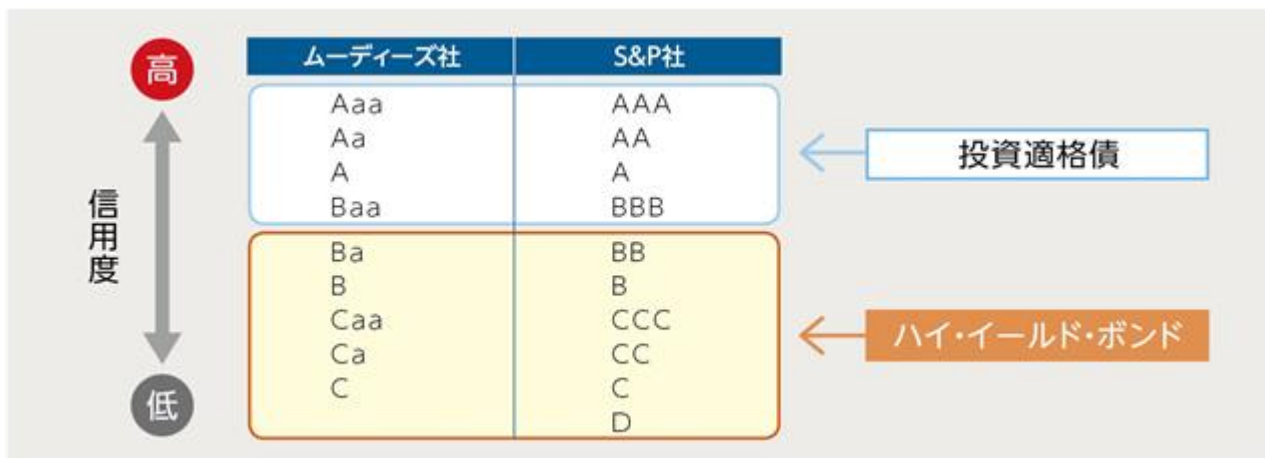 高
信用度
低
ムーディーズ社 S&P社
Aaa AAA
Aa AA
A A
Baa BBB
Ba BB
B B
Caa CCC
Ca CC
C C
D
投資適格債
ハイ・イールド・ボンド